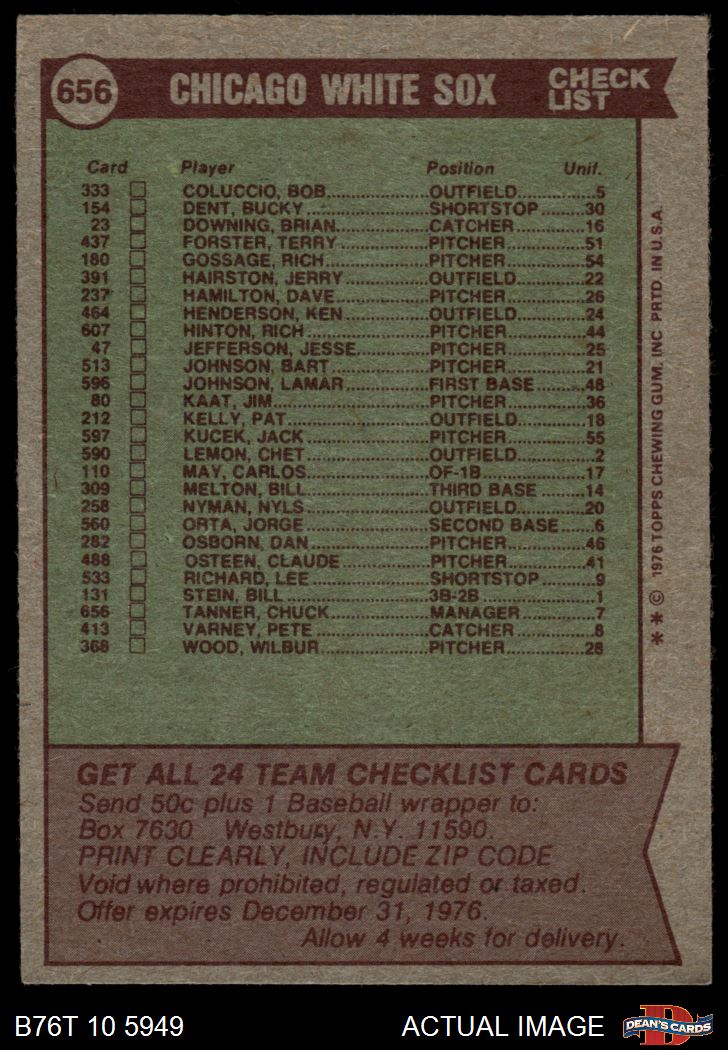 656 CHICAGO WHITE SOX CHECK LIST
Card Player Position Unif.
333 COLUCCIO, BOB OUTFIELD 5
154 DENT, BUCKY SHORTSTOP 30
23 DOWNING, BRIAN CATCHER 16
437 FORSTER, TERRY PITCHER 51
180 GOSSAGE, RICH PITCHER 54
391 HAIRSTON, JERRY OUTFIELD 22
237 HAMILTON, DAVE PITCHER 26
464 HENDERSON, KEN OUTFIELD 24
607 HINTON, RICH PITCHER 44
47 JEFFERSON, JESSE PITCHER 25
513 JOHNSON, BART PITCHER 21
596 JOHNSON, LAMAR FIRST BASE 48
80 KAAT, JIM PITCHER 36
212 KELLY, PAT OUTFIELD 18
597 KUCEK, JACK PITCHER 55
590 LEMON, CHET OUTFIELD 2
110 MAY, CARLOS OF-1B 17
309 MELTON, BILL THIRD BASE 14
258 NYMAN, NYLS OUTFIELD 20
560 ORTA, JORGE SECOND BASE 6
282 OSBORN, DAN PITCHER 46
488 OSTEEN, CLAUDE PITCHER 41
533 RICHARD, LEE SHORTSTOP 9
131 STEIN, BILL 3B-2B 1
656 TANNER, CHUCK MANAGER 7
413 VARNEY, PETE CATCHER 8
368 WOOD, WILBUR PITCHER 28
** © 1976 TOPPS CHEWING GUM, INC PRTD. IN U.S.A.
GET ALL 24 TEAM CHECKLIST CARDS
Send 50c plus 1 Baseball wrapper to:
Box 7630 Westbury, N.Y. 11590.
PRINT CLEARLY, INCLUDE ZIP CODE
Void where prohibited, regulated or taxed.
Offer expires December 31, 1976.
Allow 4 weeks for delivery.
B76T 10 5949 ACTUAL IMAGE DEAN'S CARDS